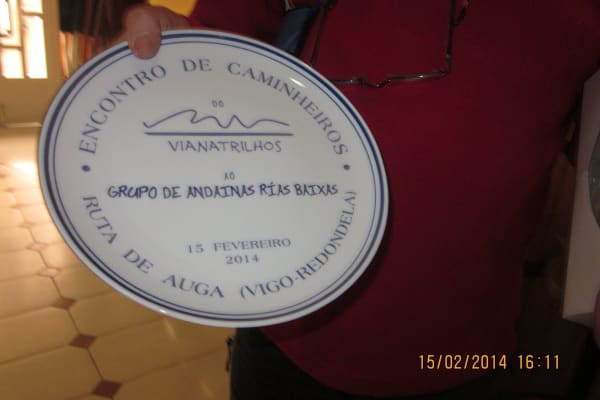 ENCONTRO DE CAMINHEIROS
DO
VIANATRILHOS
AO
GRUPO DE ANDAINAS RÍAS BAIXAS
15 FEVEREIRO
2014
RUTA DE AUGA (VIGO-REDONDELA)
15/02/2014 16:11